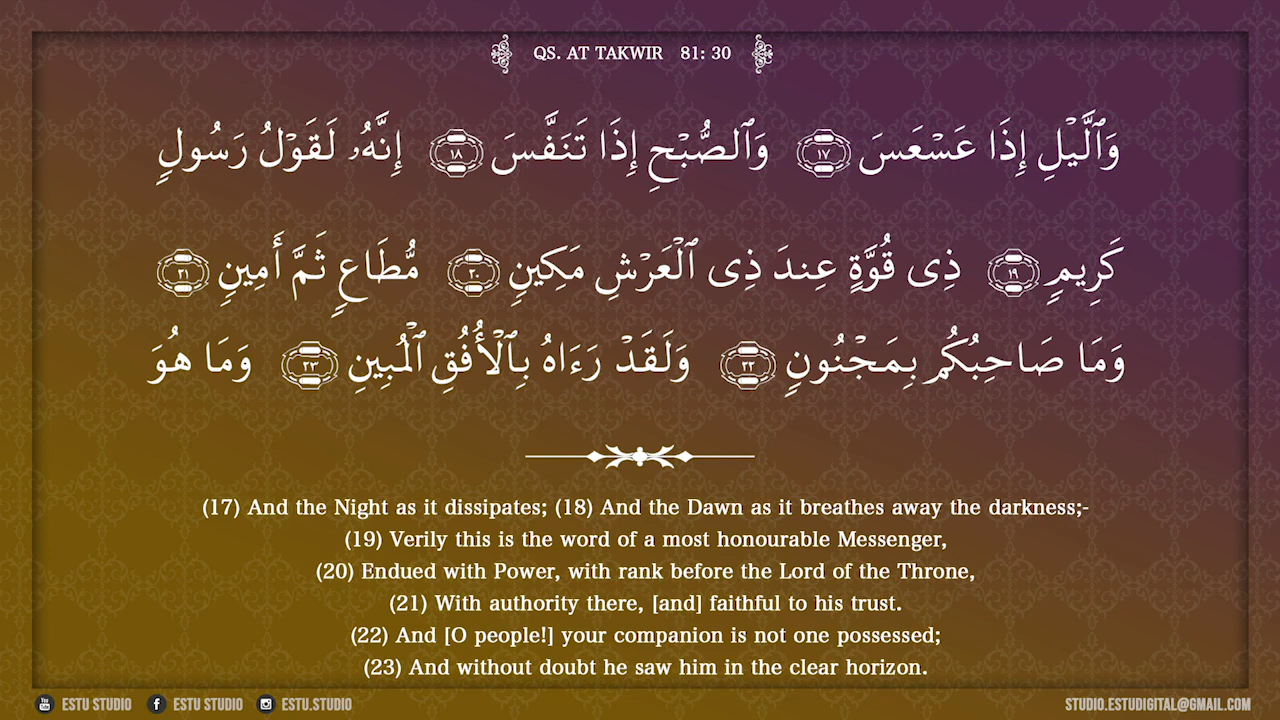 QS. AT TAKWIR 81: 30
وَٱلَّيْلِ إِذَا عَسْعَسَ ١٧ وَٱلصُّبْحِ إِذَا تَنَفَّسَ ١٨ إِنَّهُۥ لَقَوْلُ رَسُولٍ
كَرِيمٍ ١٩ ذِى قُوَّةٍ عِندَ ذِى ٱلْعَرْشِ مَكِينٍ ٢٠ مُّطَاعٍ ثَمَّ أَمِينٍ ٢١
وَمَا صَاحِبُكُم بِمَجْنُونٍ ٢٢ وَلَقَدْ رَءَاهُ بِٱلْأُفُقِ ٱلْمُبِينِ ٢٣ وَمَا هُوَ
(17) And the Night as it dissipates; (18) And the Dawn as it breathes away the darkness;-
(19) Verily this is the word of a most honourable Messenger,
(20) Endued with Power, with rank before the Lord of the Throne,
(21) With authority there, [and] faithful to his trust.
(22) And [O people!] your companion is not one possessed;
(23) And without doubt he saw him in the clear horizon.
You Tube ESTU STUDIO f ESTU STUDIO ESTU.STUDIO STUDIO.ESTUDIGITAL@GMAIL.COM